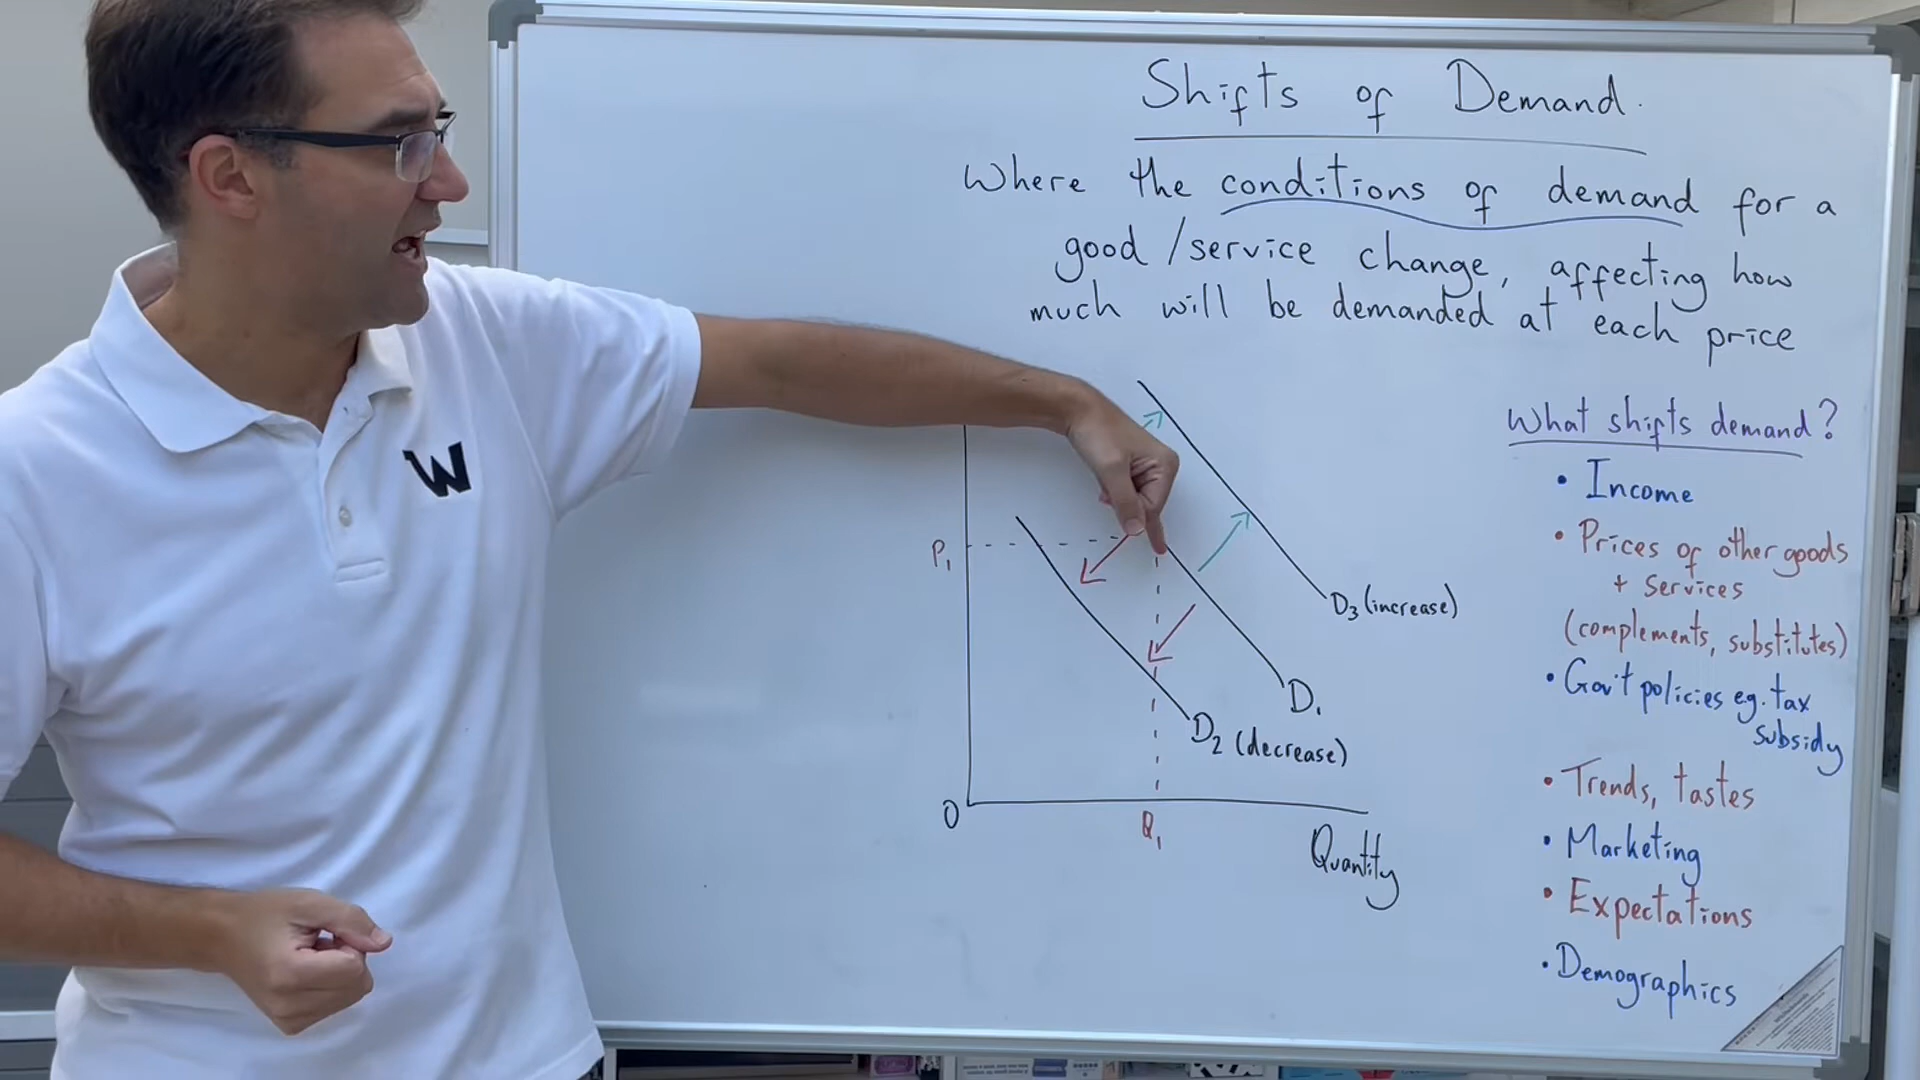 Shifts of Demand.
Where the conditions of demand for a
good/service change, affecting how
much will be demanded at each price
What shifts demand?
• Income
• Prices of other goods
+ services
(complements, substitutes)
• Gov't policies eg. tax
subsidy
• Trends, tastes
• Marketing
• Expectations
• Demographics
P1
D3 (increase)
D1
D2 (decrease)
0
Q1
Quantity
W